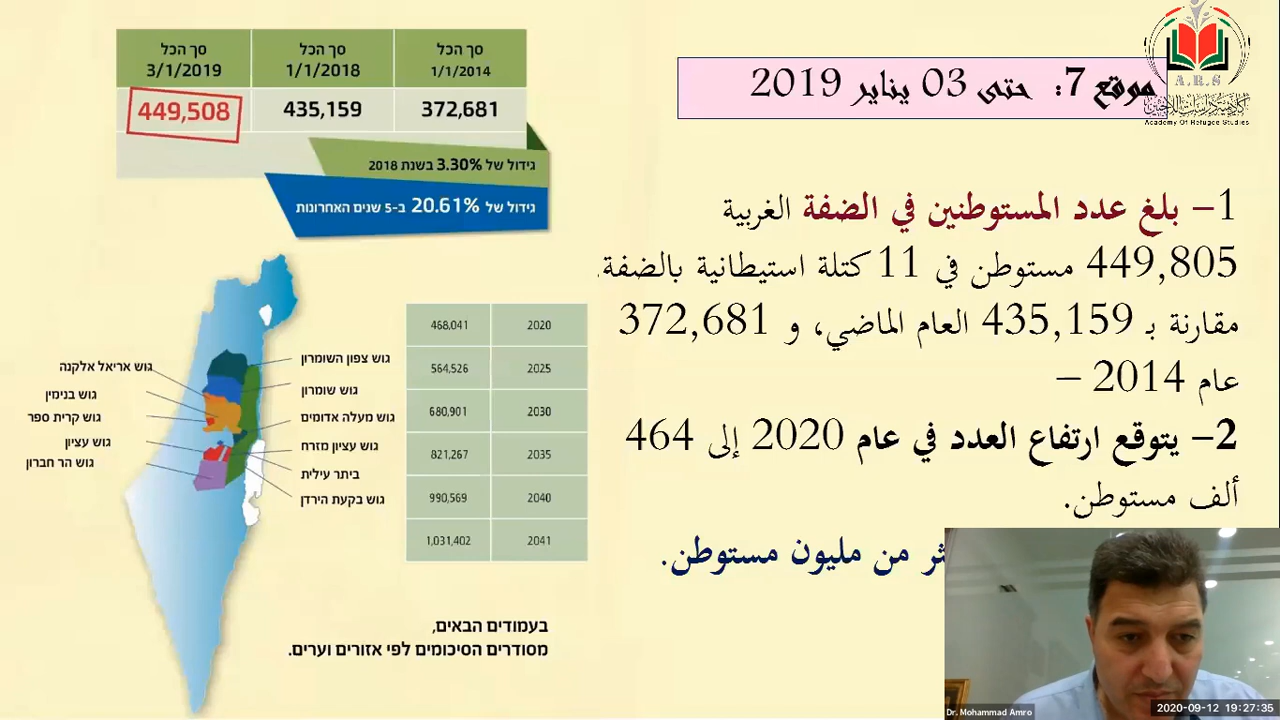 סך הכל
3/1/2019
סך הכל
1/1/2018
סך הכל
1/1/2014
449,508
435,159
372,681
גידול של 3.30% בשנת 2018
גידול של 20.61% ב-5 שנים האחרונות
A.R.S
Academy Of Refugee Studies
موقع 7: حتى 03 يناير 2019
1– بلغ عدد المستوطنين في الضفة الغربية
449,805 مستوطن في 11 كتلة استيطانية بالضفة.
مقارنة بـ 435,159 العام الماضي، و 372,681
عام 2014 –
2– يتوقع ارتفاع العدد في عام 2020 إلى 464
ألف مستوطن.
من مليون مستوطن.
גוש צפון השומרון
גוש שומרון
גוש מעלה אדומים
גוש עציון מזרח
ביתר עילית
גוש בקעת הירדן
גוש אריאל אלקנה
גוש בנימין
גוש קרית ספר
גוש עציון
גוש הר חברון
468,041 2020
564,526 2025
680,901 2030
821,267 2035
990,569 2040
1,031,402 2041
בעמודים הבאים,
מסודרים הסיכומים לפי אזורים וערים.
Dr. Mohammad Amro
2020-09-12 19:27:35